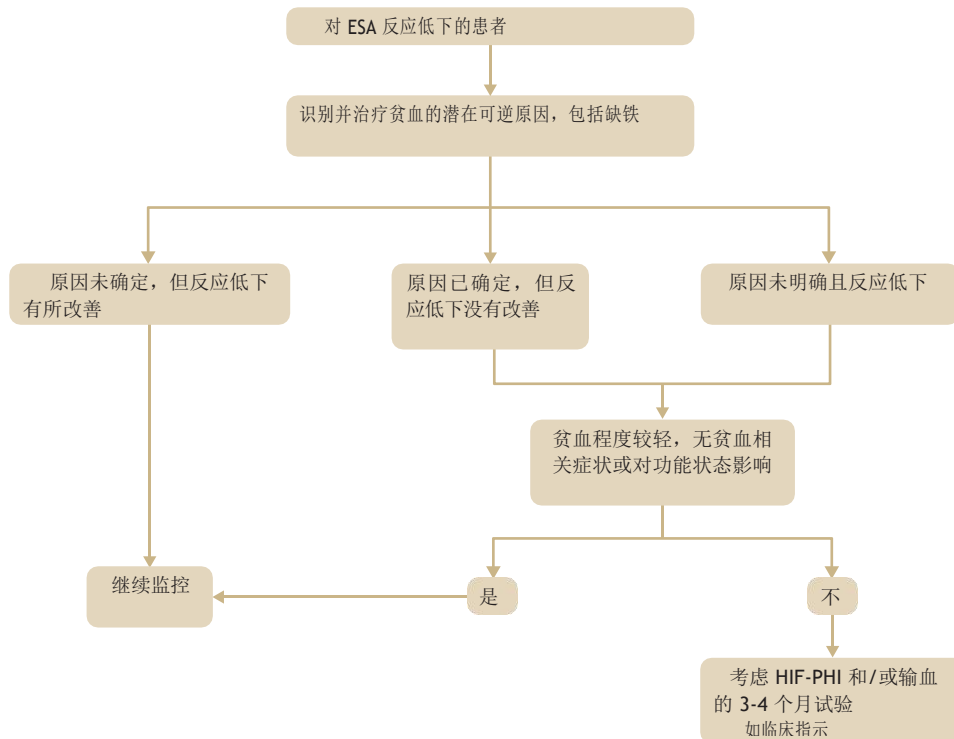 对 ESA 反应低下的患者
识别并治疗贫血的潜在可逆原因，包括缺铁
原因未确定，但反应低下
有所改善
原因已确定，但反
应低下没有改善
原因未明确且反应低下
贫血程度较轻，无贫血相
关症状或对功能状态影响
继续监控
是
不
考虑 HIF-PHI 和/或输血
的 3-4 个月试验
如临床指示